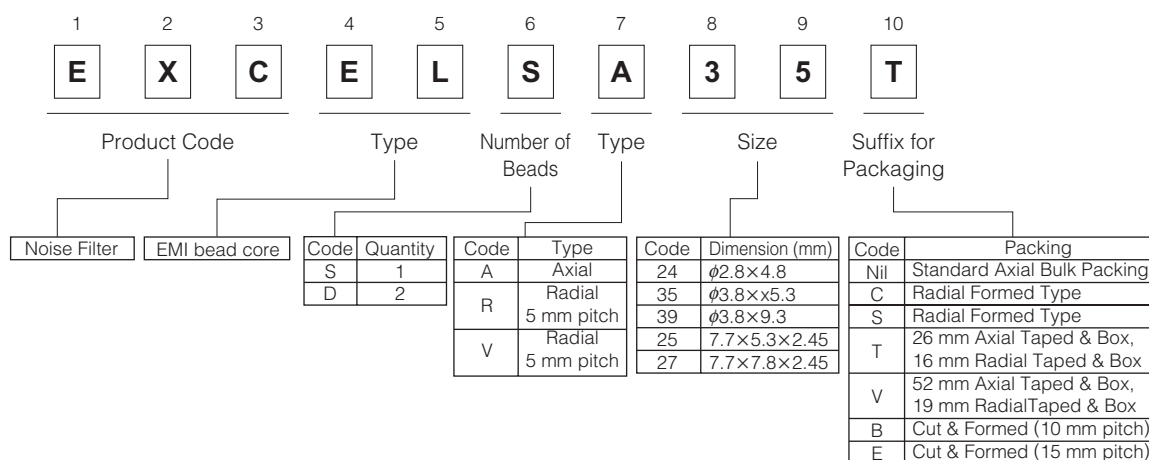 1 2 3 4 5 6 7 8 9 10
E X C E L S A 3 5 T
Product Code
Type
Number of
Beads
Type
Size
Suffix for
Packaging
Noise Filter
EMI bead core
Code Quantity
S 1
D 2
Code Type
A Axial
R Radial
5 mm pitch
V Radial
5 mm pitch
Code Dimension (mm)
24 ϕ2.8×4.8
35 ϕ3.8×x5.3
39 ϕ3.8×9.3
25 7.7×5.3×2.45
27 7.7×7.8×2.45
Code Packing
Nil Standard Axial Bulk Packing
C Radial Formed Type
S Radial Formed Type
T 26 mm Axial Taped & Box,
16 mm Radial Taped & Box
V 52 mm Axial Taped & Box,
19 mm RadialTaped & Box
B Cut & Formed (10 mm pitch)
E Cut & Formed (15 mm pitch)